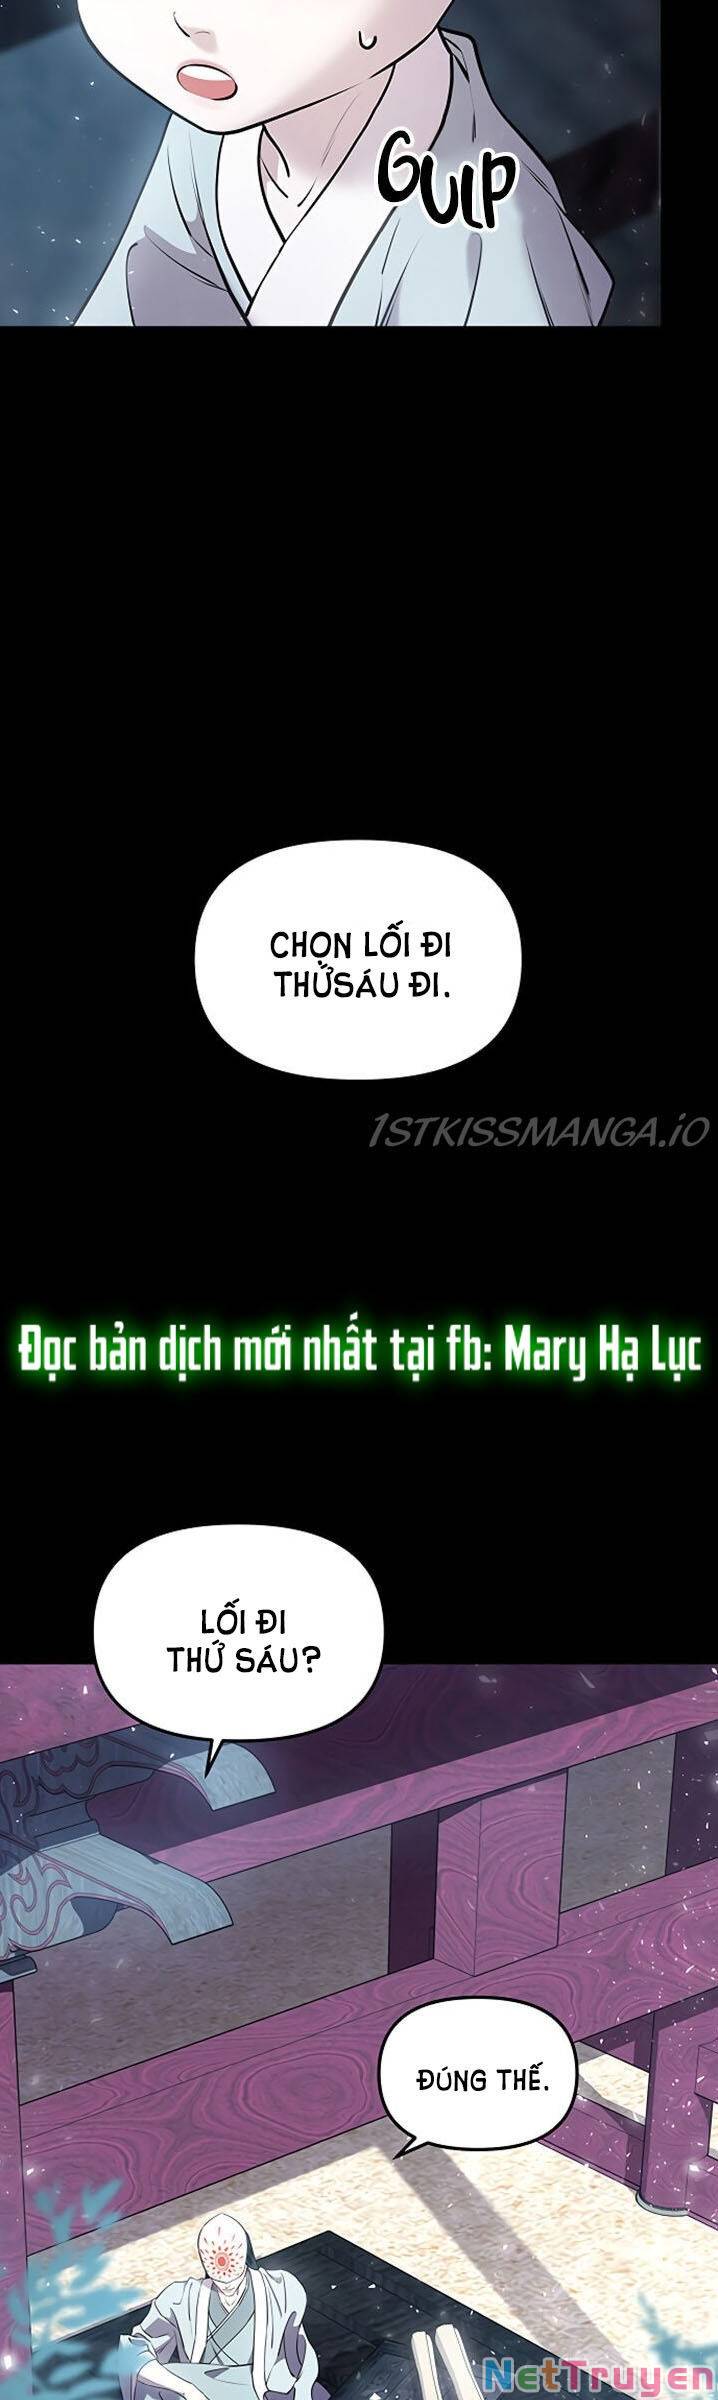 GULP
CHỌN LỐI ĐI
THỨSÁU ĐI.
1STKISSMANGA.IO
Đọc bản dịch mới nhất tại fb: Mary Hạ Lục
LỐI ĐI
THỨ SÁU?
ĐÚNG THẾ.
NetTruyen